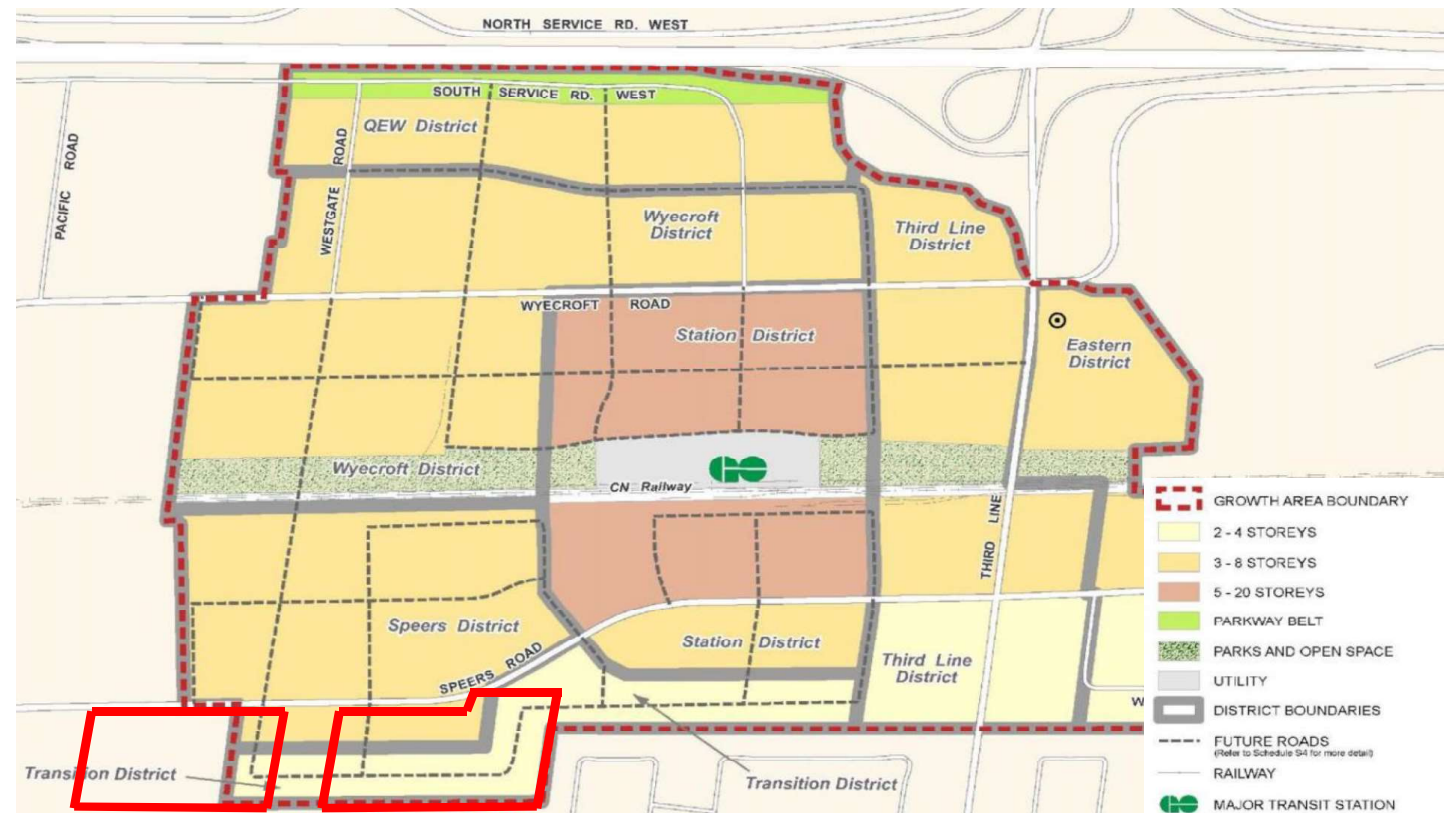 NORTH SERVICE RD. WEST
SOUTH SERVICE RD. WEST
QEW District
PACIFIC ROAD
WESTGATE ROAD
Wyecroft
District
Third Line
District
WYECROFT ROAD
Station District
Eastern
District
Wyecroft District
GO
CN Railway
THIRD LINE
Speers District
SPEERS ROAD
Station District
Third Line
District
W
Transition District
Transition District
GROWTH AREA BOUNDARY
2 - 4 STOREYS
3 - 8 STOREYS
5 - 20 STOREYS
PARKWAY BELT
PARKS AND OPEN SPACE
UTILITY
DISTRICT BOUNDARIES
FUTURE ROADS
(Refer to Schedule S4 for more detail)
RAILWAY
GO MAJOR TRANSIT STATION